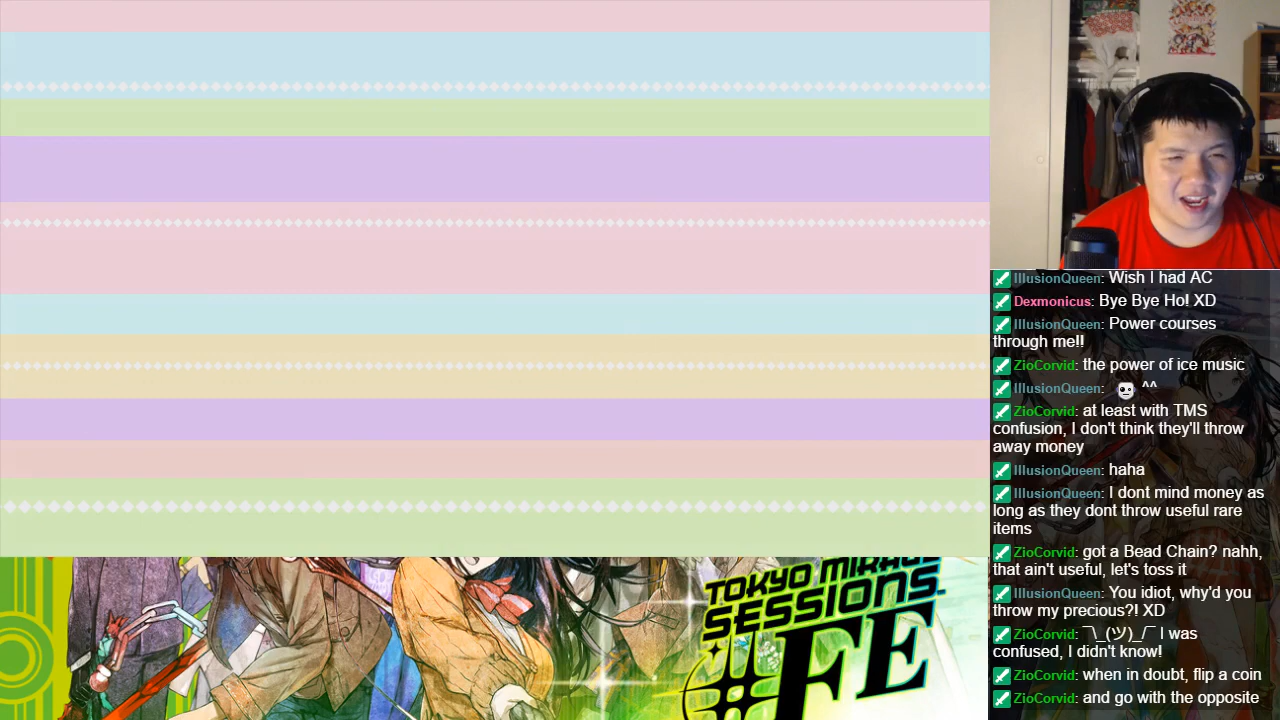 IllusionQueen: Wish I had AC
Dexmonicus: Bye Bye Ho! XD
IllusionQueen: Power courses
through me!!
ZioCorvid: the power of ice music
IllusionQueen: ^^
ZioCorvid: at least with TMS
confusion, I don't think they'll throw
away money
IllusionQueen: haha
IllusionQueen: I dont mind money as
long as they dont throw useful rare
items
ZioCorvid: got a Bead Chain? nahh,
that ain't useful, let's toss it
IllusionQueen: You idiot, why'd you
throw my precious?! XD
ZioCorvid: ¯\_(ツ)_/¯ I was
confused, I didn't know!
ZioCorvid: when in doubt, flip a coin
ZioCorvid: and go with the opposite
TOKYO MIRAGE
SESSIONS
#FE